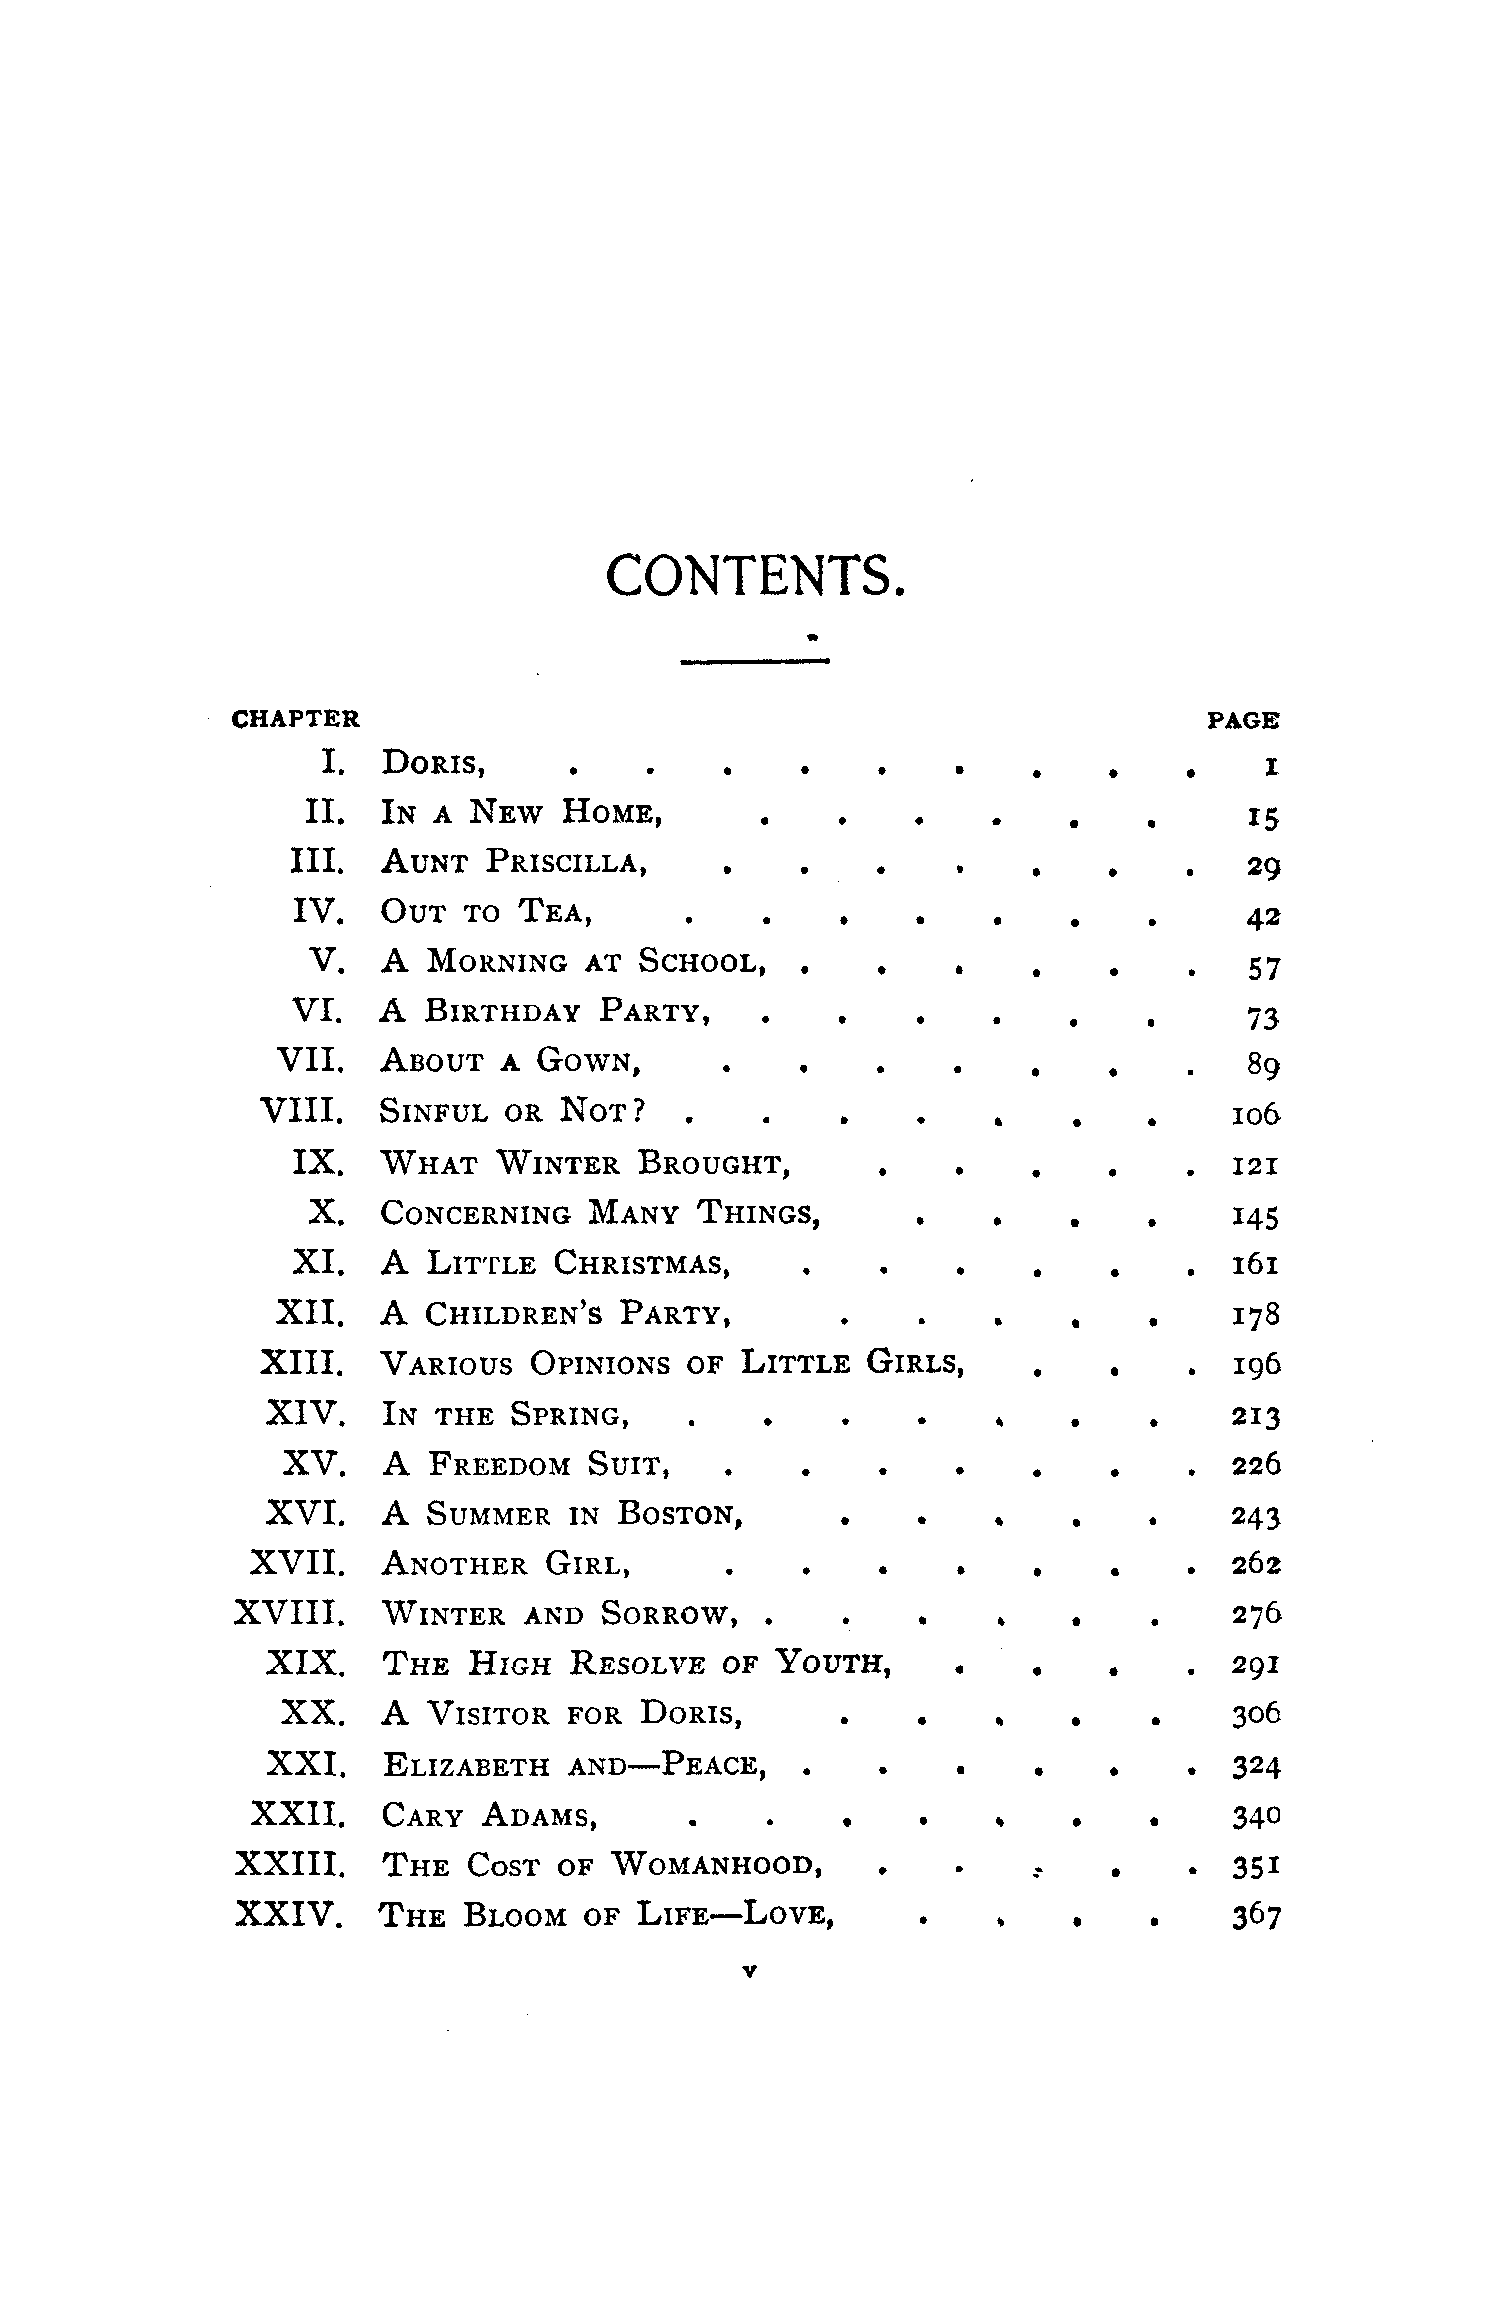 CONTENTS.
CHAPTER PAGE
I. DORIS, . . . . . . . . . 1
II. IN A NEW HOME, . . . . . . 15
III. AUNT PRISCILLA, . . . . . . . 29
IV. OUT TO TEA, . . . . . . . 42
V. A MORNING AT SCHOOL, . . . . . . 57
VI. A BIRTHDAY PARTY, . . . . . . 73
VII. ABOUT A GOWN, . . . . . . . 89
VIII. SINFUL OR NOT? . . . . . . . 106
IX. WHAT WINTER BROUGHT, . . . . . 121
X. CONCERNING MANY THINGS, . . . . 145
XI. A LITTLE CHRISTMAS, . . . . . . 161
XII. A CHILDREN'S PARTY, . . . . . 178
XIII. VARIOUS OPINIONS OF LITTLE GIRLS, . . . 196
XIV. IN THE SPRING, . . . . . . . 213
XV. A FREEDOM SUIT, . . . . . . . 226
XVI. A SUMMER IN BOSTON, . . . . . 243
XVII. ANOTHER GIRL, . . . . . . . 262
XVIII. WINTER AND SORROW, . . . . . . 276
XIX. THE HIGH RESOLVE OF YOUTH, . . . . 291
XX. A VISITOR FOR DORIS, . . . . . 306
XXI. ELIZABETH AND—PEACE, . . . . . . 324
XXII. CARY ADAMS, . . . . . . . 340
XXIII. THE COST OF WOMANHOOD, . . . . . 351
XXIV. THE BLOOM OF LIFE—LOVE, . . . . 367
v